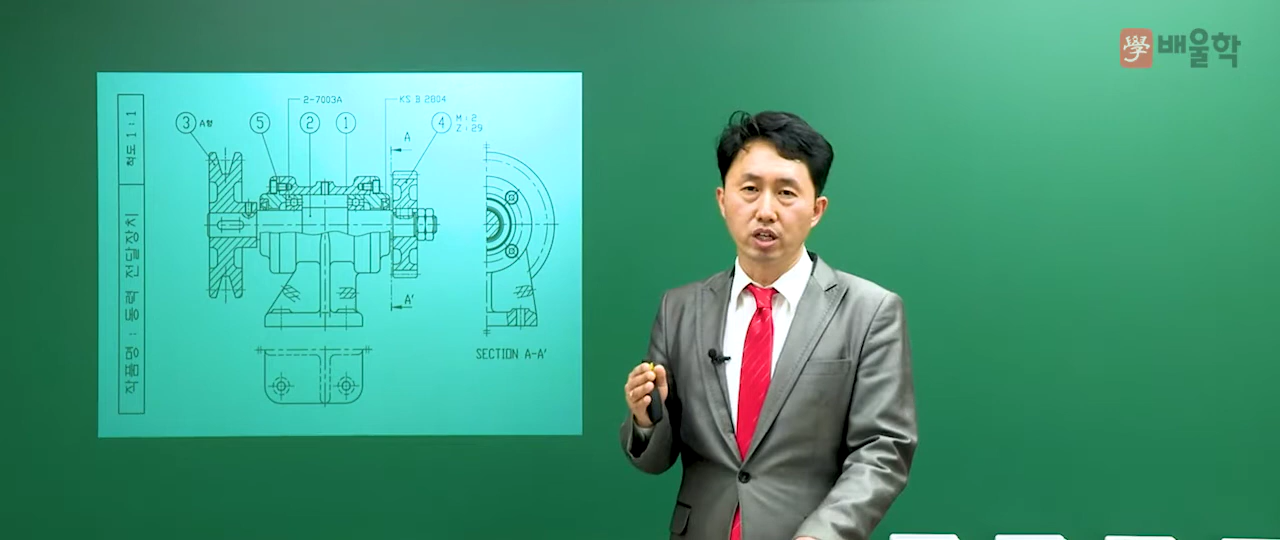 學 배울학
작품명 : 동력 전달장치
척도 1 : 1
2-7003A
KS B 2804
3 A형
5
2
1
4 M : 2
Z : 29
A
A'
SECTION A-A'